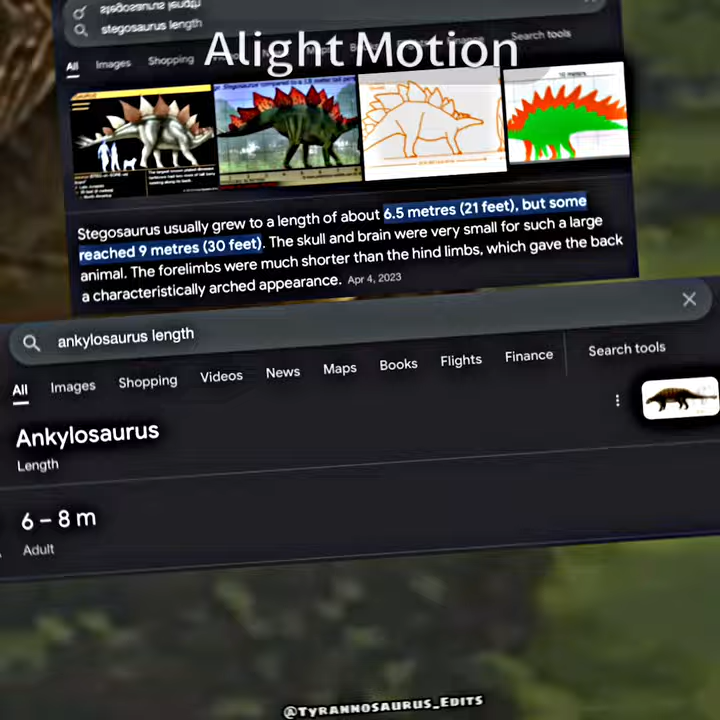 stegosaurus length
Alight Motion
All Images Shopping Search tools
10 meters
Stegosaurus usually grew to a length of about 6.5 metres (21 feet), but some
reached 9 metres (30 feet). The skull and brain were very small for such a large
animal. The forelimbs were much shorter than the hind limbs, which gave the back
a characteristically arched appearance. Apr 4, 2023
ankylosaurus length
All Images Shopping Videos News Maps Books Flights Finance Search tools
Ankylosaurus
Length
6 – 8 m
Adult
@TYRANNOSAURUS_EDITS